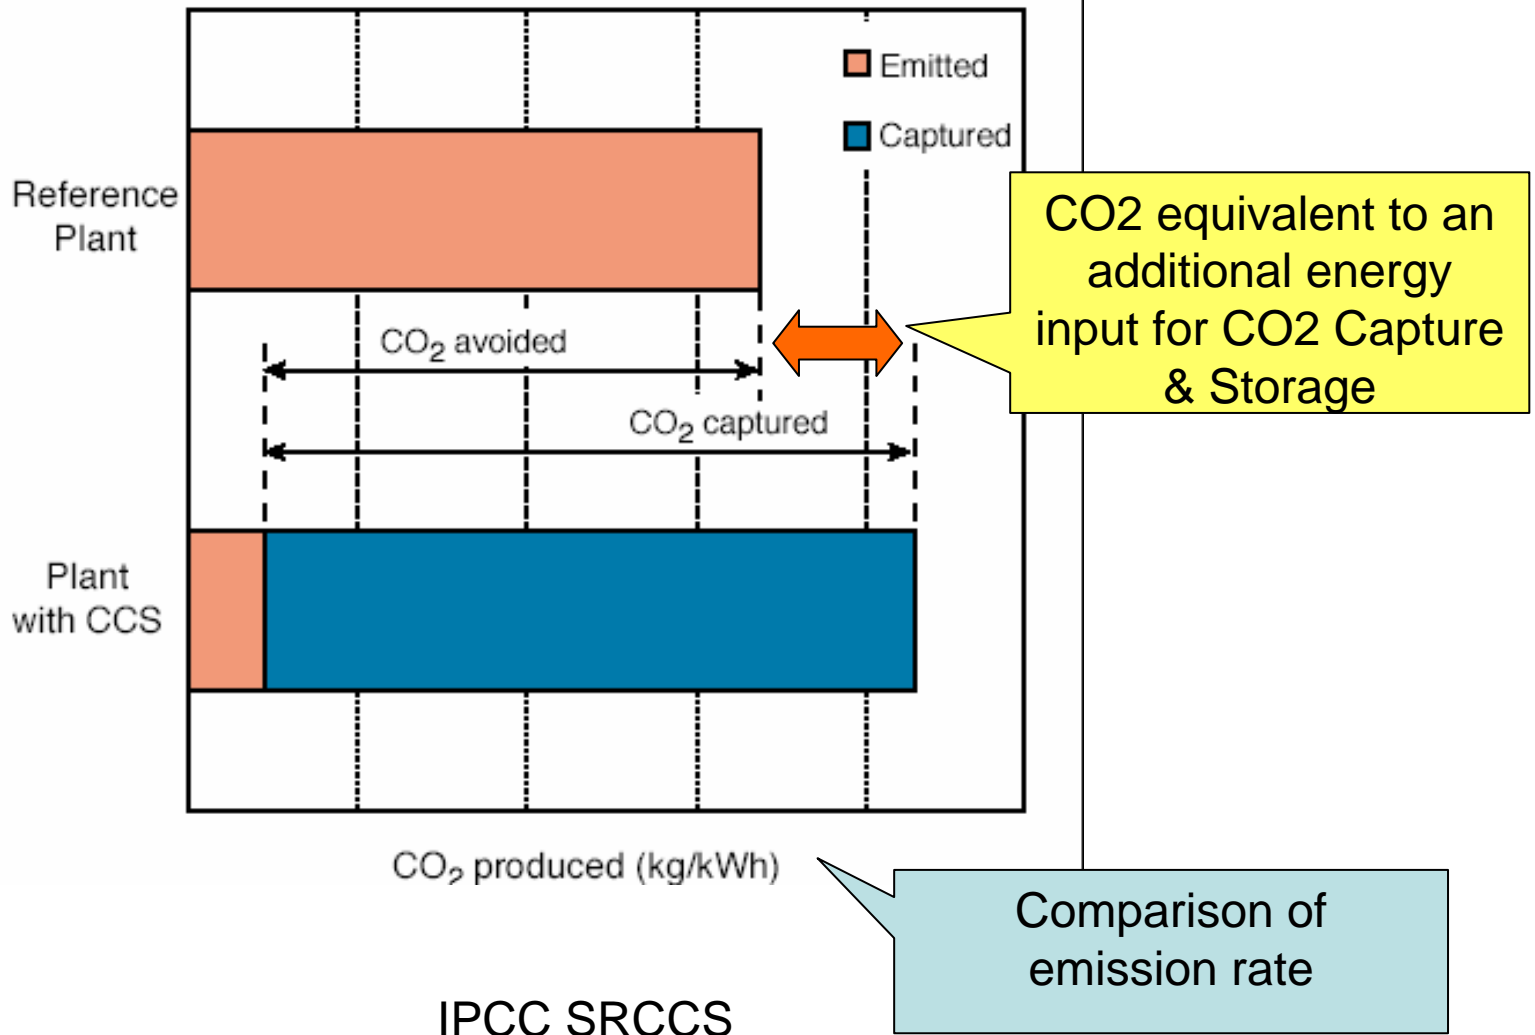 Emitted
Captured
Reference
Plant
CO2 equivalent to an
additional energy
input for CO2 Capture
& Storage
CO₂ avoided
CO₂ captured
Plant
with CCS
CO₂ produced (kg/kWh)
Comparison of
emission rate
IPCC SRCCS